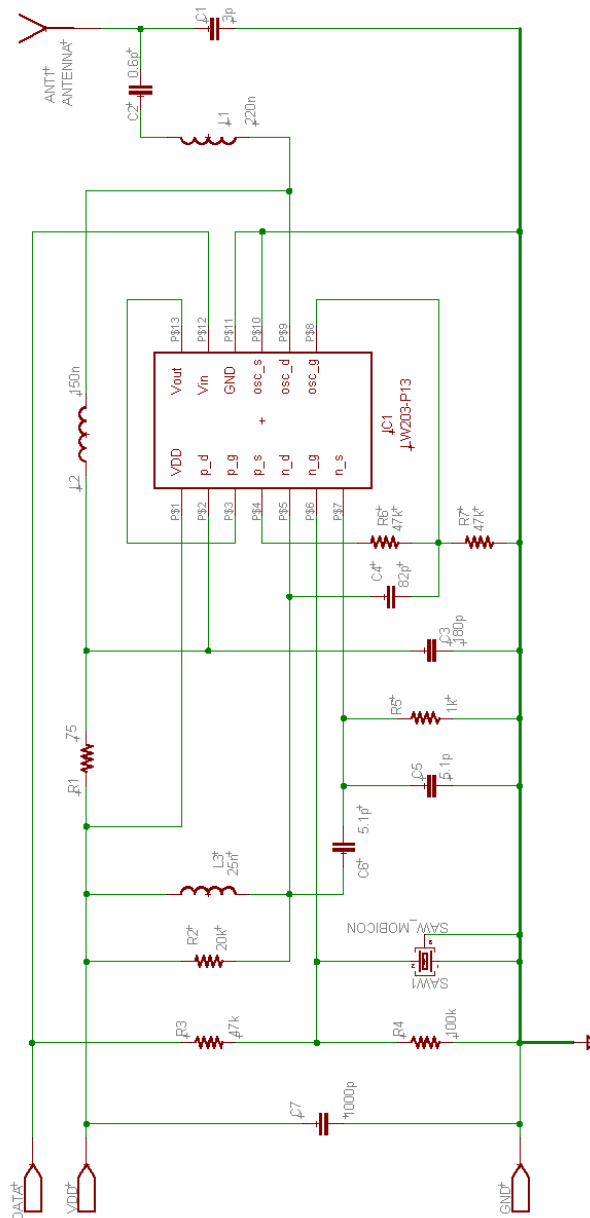 C1
3p
ANT1
ANTENNA
C2
0.6p
L1
220n
P$13
P$12
P$11
P$10
P$9
P$8
Vout
Vin
GND
osc_s
osc_d
osc_g
150n
L2
IC1
LW203-P13
VDD
p_d
p_g
p_s
n_d
n_g
n_s
P$1
P$2
P$3
P$4
P$5
P$6
P$7
R6
47k
R7
47k
C4
82p
C3
180p
75
R1
R5
1k
C5
5.1p
5.1p
C6
L3
25n
SAW_MOBICON
SAW1
R2
20k
R3
47k
R4
100k
C7
1000p
DATA
VDD
GND